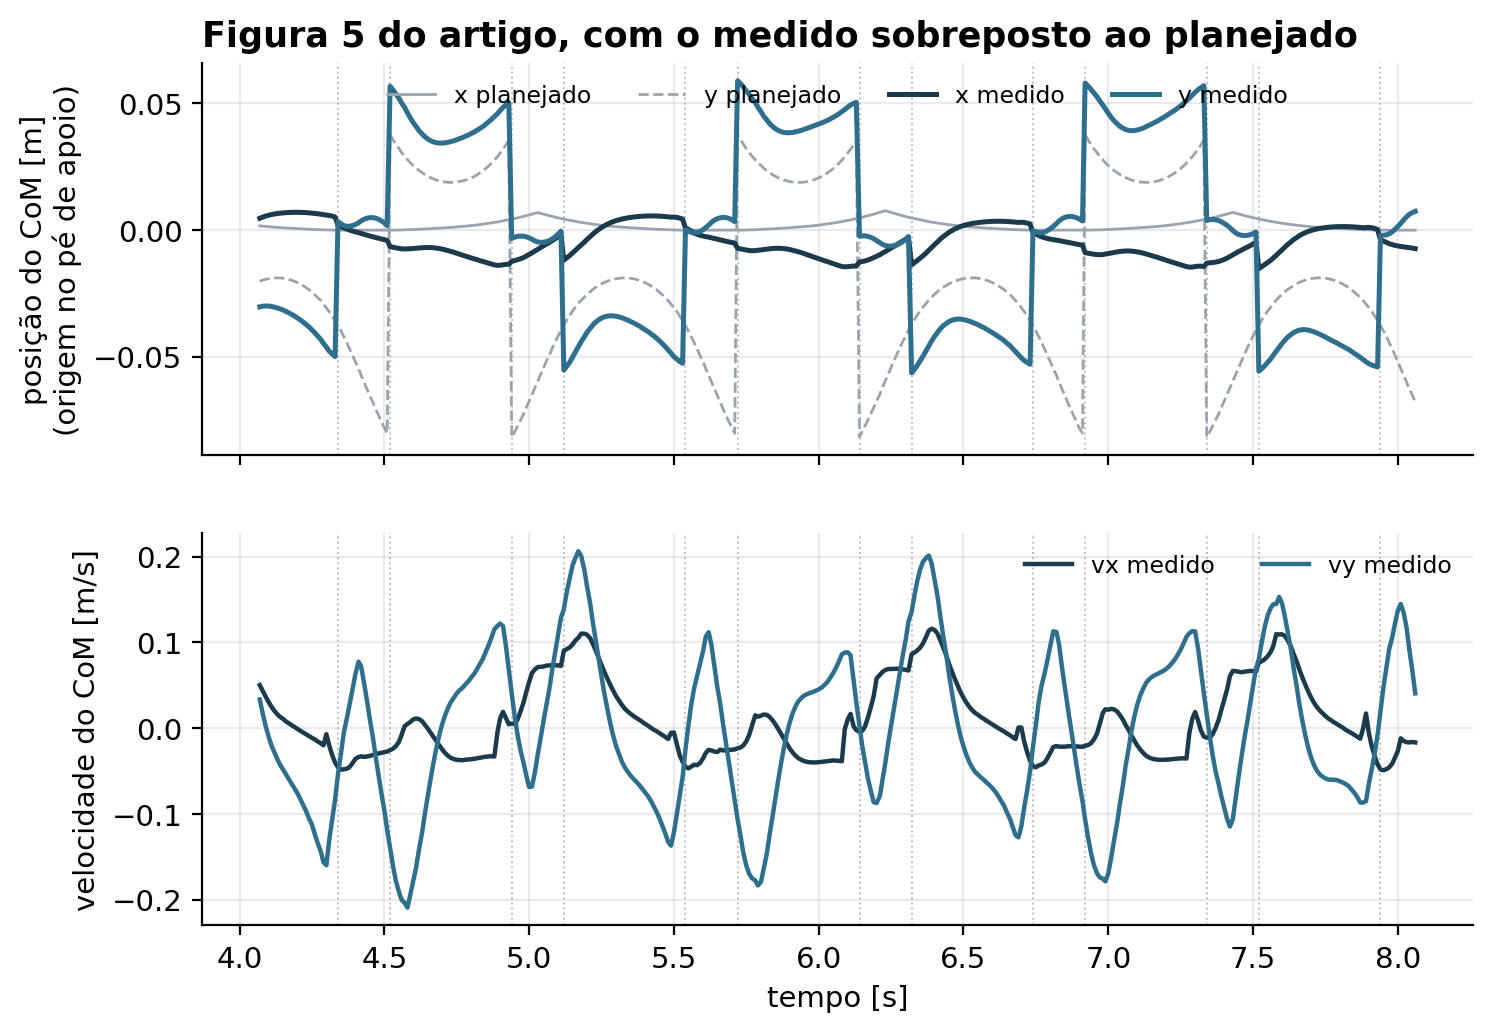 Figura 5 do artigo, com o medido sobreposto ao planejado
x planejado
y planejado
x medido
y medido
posição do CoM [m]
(origem no pé de apoio)
0.05
0.00
−0.05
vx medido
vy medido
velocidade do CoM [m/s]
0.2
0.1
0.0
−0.1
−0.2
4.0
4.5
5.0
5.5
6.0
6.5
7.0
7.5
8.0
tempo [s]